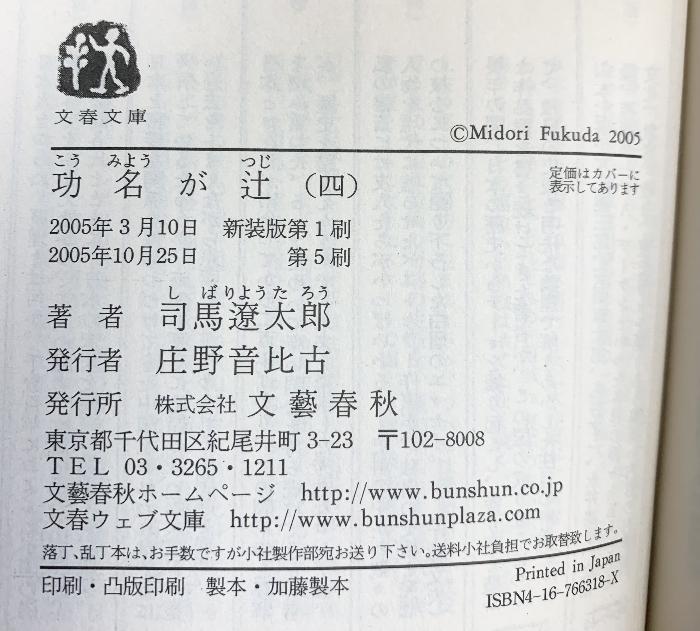 文春文庫
©Midori Fukuda 2005
こう みよう つじ
功名が辻（四）
定価はカバーに
表示してあります
2005年3月10日 新装版第1刷
2005年10月25日 第5刷
し ば りよう た ろう
著者 司馬遼太郎
発行者 庄野音比古
発行所 株式会社 文藝春秋
東京都千代田区紀尾井町3-23 〒102-8008
TEL 03・3265・1211
文藝春秋ホームページ http://www.bunshun.co.jp
文春ウェブ文庫 http://www.bunshunplaza.com
落丁、乱丁本は、お手数ですが小社製作部宛お送り下さい。送料小社負担でお取替致します。
印刷・凸版印刷 製本・加藤製本
Printed in Japan
ISBN4-16-766318-X